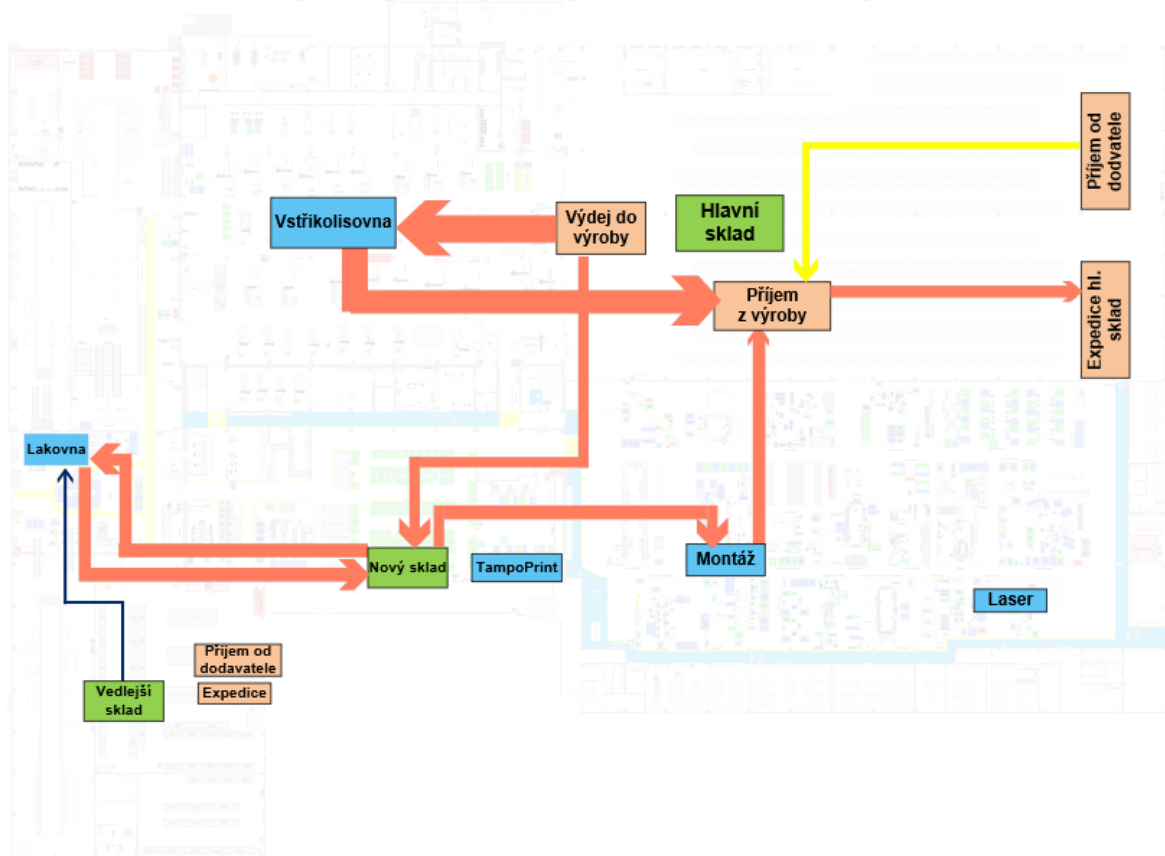 Příjem od
dodvatele
Vstřikolisovna
Výdej do
výroby
Hlavní
sklad
Příjem
z výroby
Expedice hl.
sklad
Lakovna
Nový sklad
TampoPrint
Montáž
Laser
Příjem od
dodavatele
Expedice
Vedlejší
sklad